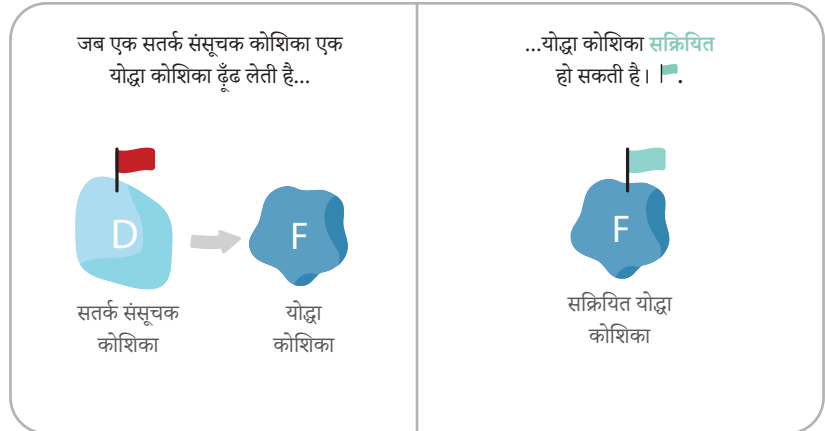 जब एक सतर्क संसूचक कोशिका एक
योद्धा कोशिका ढूँढ लेती है...
D
F
सतर्क संसूचक
कोशिका
योद्धा
कोशिका
...योद्धा कोशिका सक्रियित
हो सकती है। .
F
सक्रियित योद्धा
कोशिका